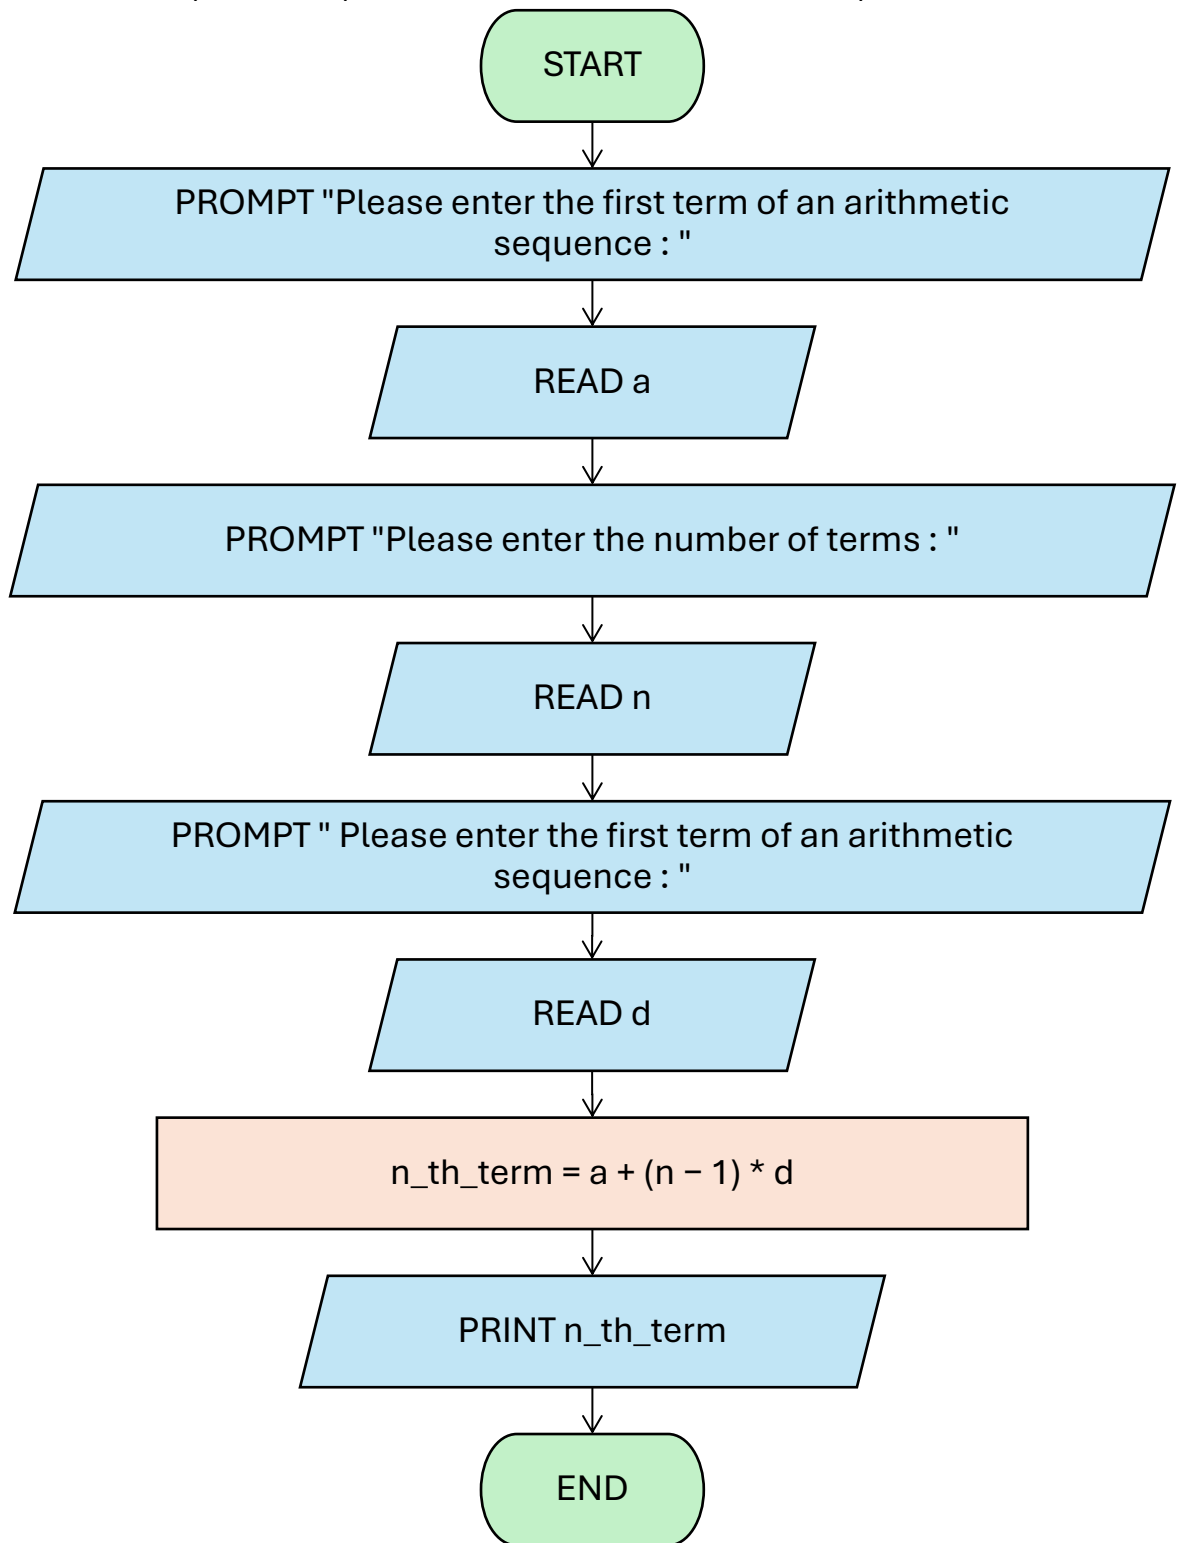 START
PROMPT "Please enter the first term of an arithmetic
sequence : "
READ a
PROMPT "Please enter the number of terms : "
READ n
PROMPT " Please enter the first term of an arithmetic
sequence : "
READ d
n_th_term = a + (n − 1) * d
PRINT n_th_term
END